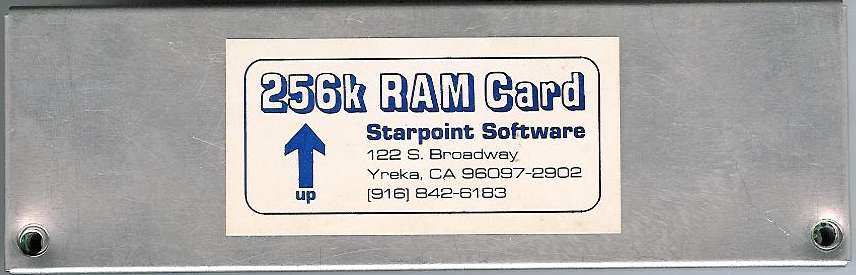 256k RAM Card
Starpoint Software
122 S. Broadway
Yreka, CA 96097-2902
(916) 842-6183
up